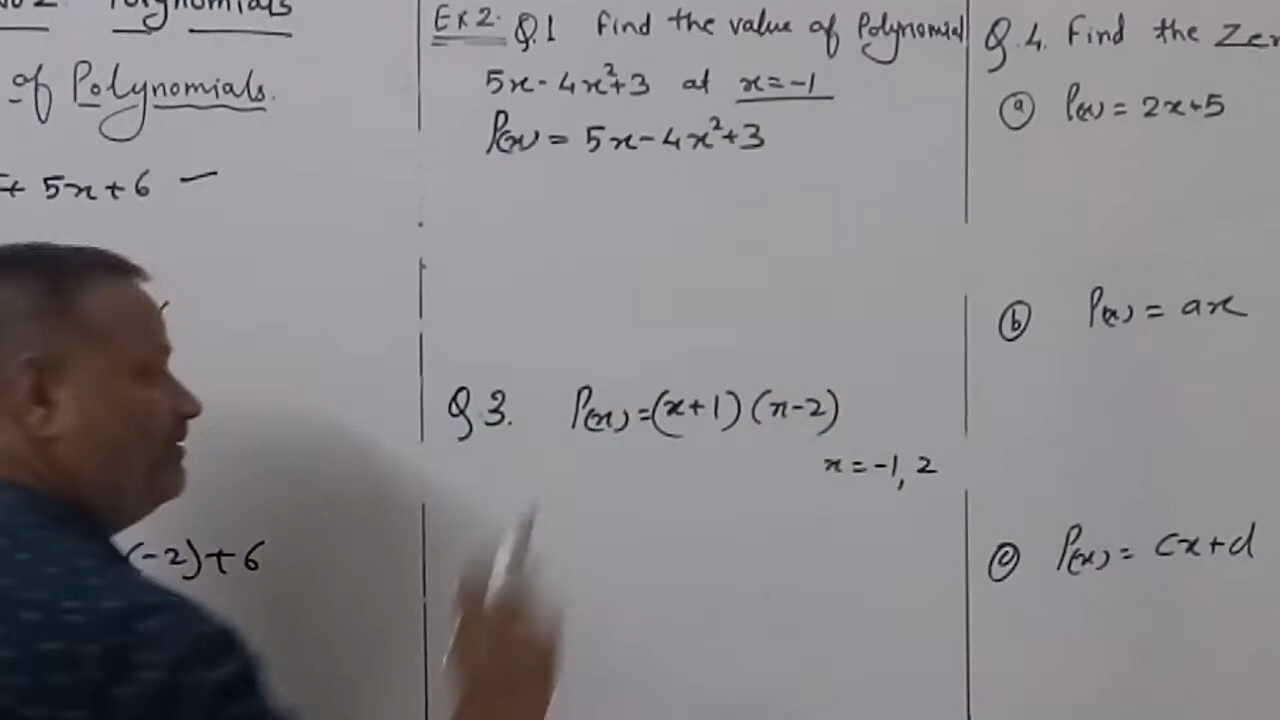 Polynomials
of Polynomials.
+ 5x + 6 —
(-2) + 6
Ex 2. Q.1 Find the value of Polynomial
5x - 4x²+3 at x = -1
P(x) = 5x - 4x²+3
Q.3. P(x) = (x+1) (x-2)
x = -1, 2
Q.4. Find the Zer
(a) P(x) = 2x+5
(b) P(x) = ax
(c) P(x) = cx+d